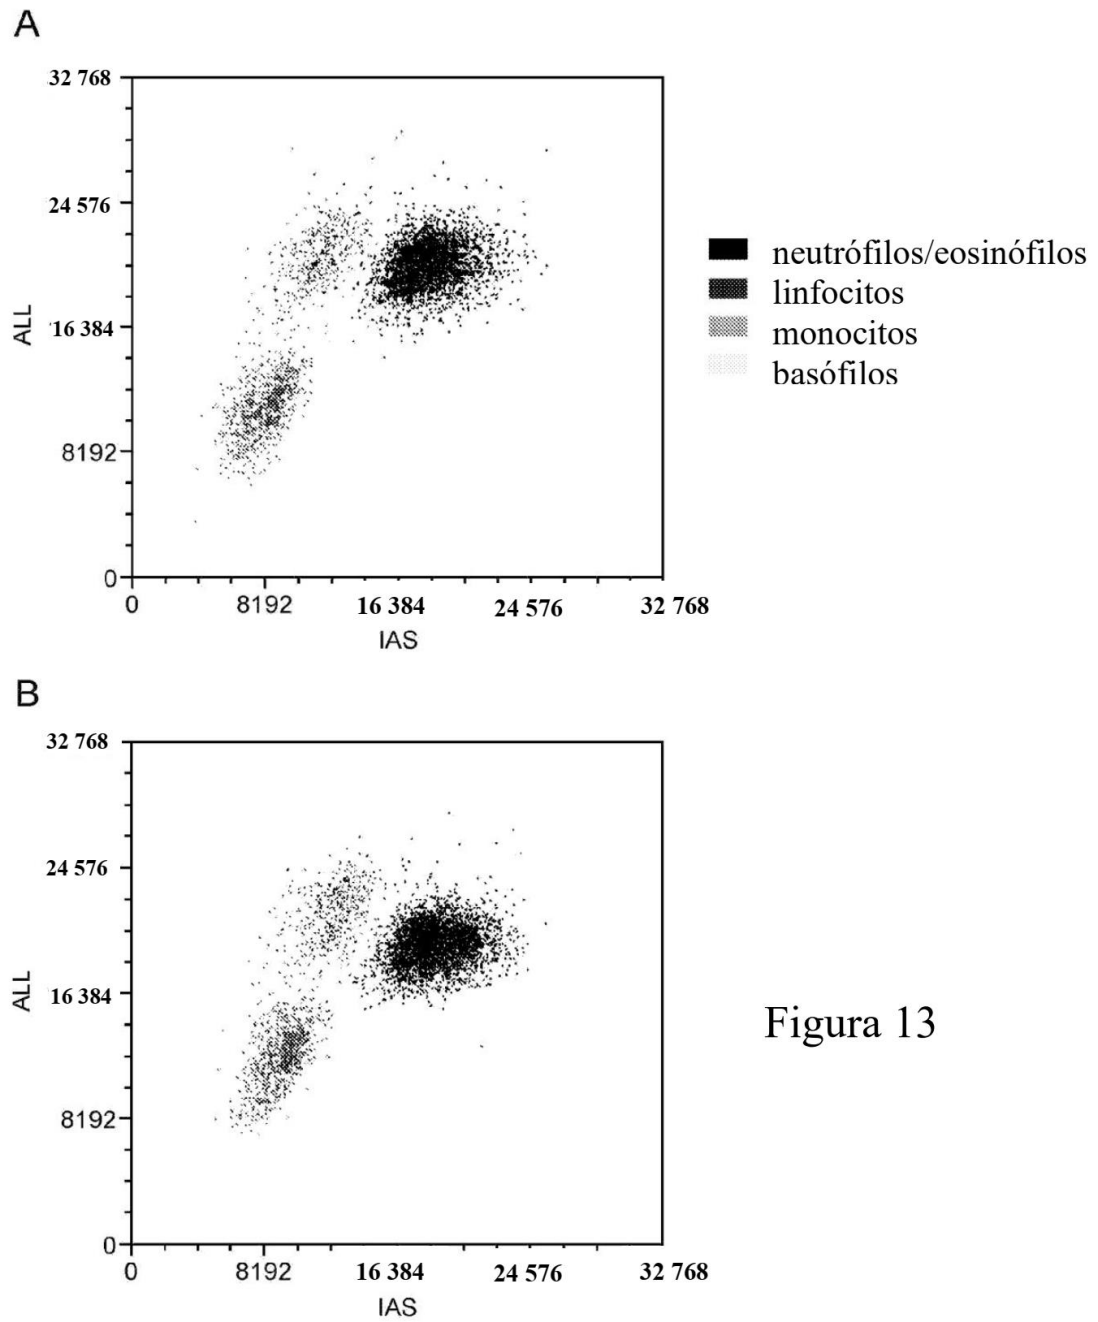 A
32 768
24 576
ALL
16 384
8192
0
0 8192 16 384 24 576 32 768
IAS
neutrófilos/eosinófilos
linfocitos
monocitos
basófilos
B
32 768
24 576
ALL
16 384
8192
0
0 8192 16 384 24 576 32 768
IAS
Figura 13